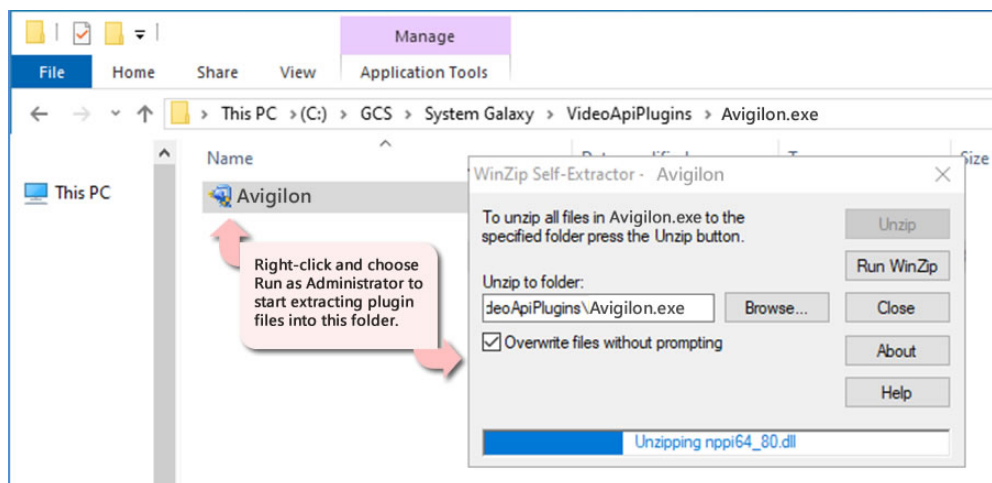 Manage
File Home Share View Application Tools
This PC > (C:) > GCS > System Galaxy > VideoApiPlugins > Avigilon.exe
Name
Size
This PC
Avigilon
Right-click and choose
Run as Administrator to
start extracting plugin
files into this folder.
WinZip Self-Extractor - Avigilon
To unzip all files in Avigilon.exe to the
specified folder press the Unzip button.
Unzip to folder:
deoApiPlugins\Avigilon.exe
Browse...
Overwrite files without prompting
Unzip
Run WinZip
Close
About
Help
Unzipping nppi64_80.dll